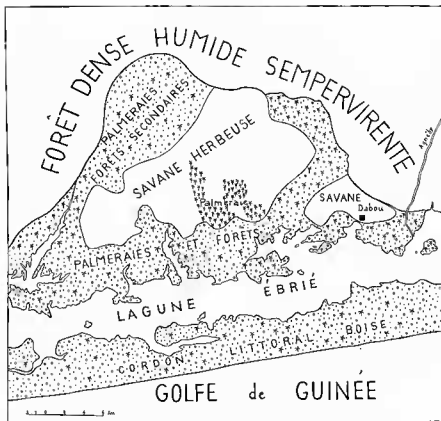 FORÊT DENSE HUMIDE SEMPERVIRENTE
PALMERAIES
FORÊTS SECONDAIRES
SAVANE HERBEUSE
Palmeraie
SAVANE
Dabou
Agnéby
PALMERAIES ET FORÊTS
LAGUNE ÉBRIÉ
CORDON LITTORAL BOISÉ
GOLFE de GUINÉE